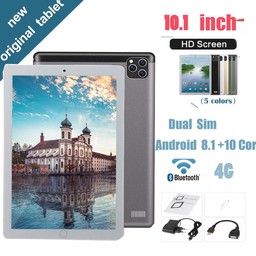 new
original tablet
10.1 inch
HD Screen
(5 colors)
Dual Sim
Android 8.1 +10 Cor
Bluetooth®
4G